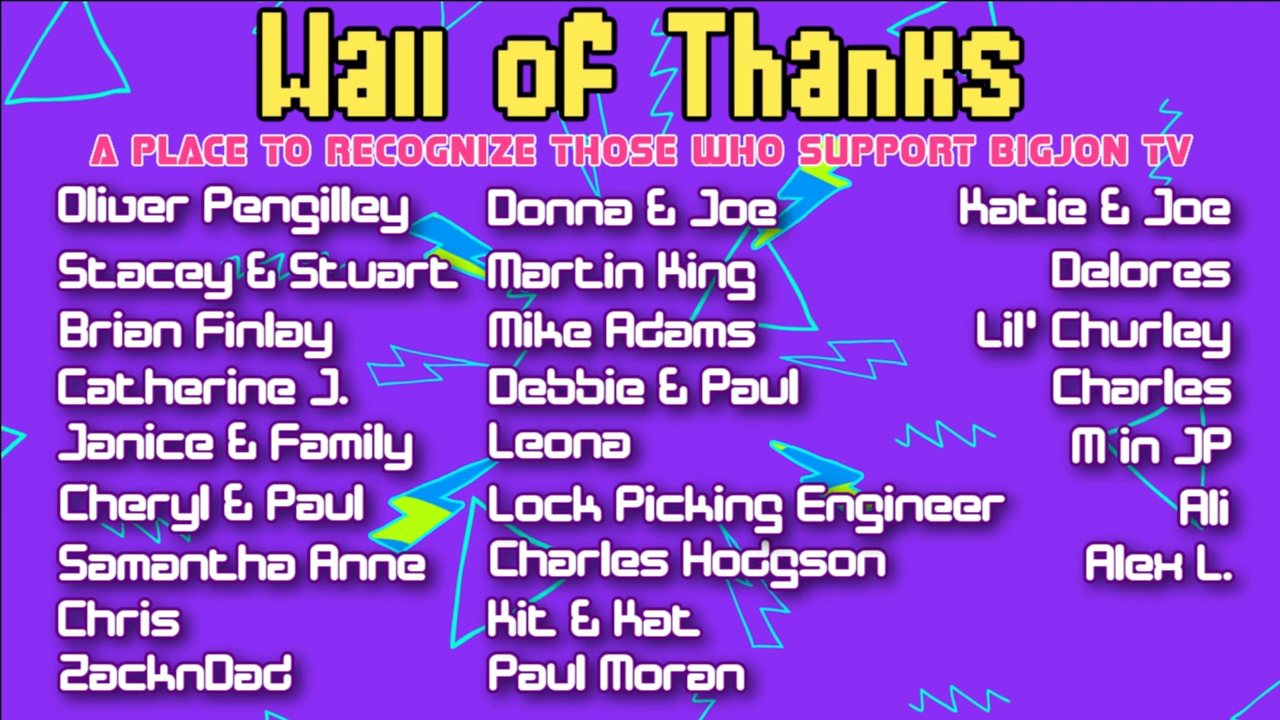 Wall of Thanks
A PLACE TO RECOGNIZE THOSE WHO SUPPORT BIGJON TV
Oliver Pengilley
Stacey & Stuart
Brian Finlay
Catherine J.
Janice & Family
Cheryl & Paul
Samantha Anne
Chris
ZacknDad
Donna & Joe
Martin King
Mike Adams
Debbie & Paul
Leona
Lock Picking Engineer
Charles Hodgson
Kit & Kat
Paul Moran
Katie & Joe
Delores
Lil' Churley
Charles
M in JP
Ali
Alex L.